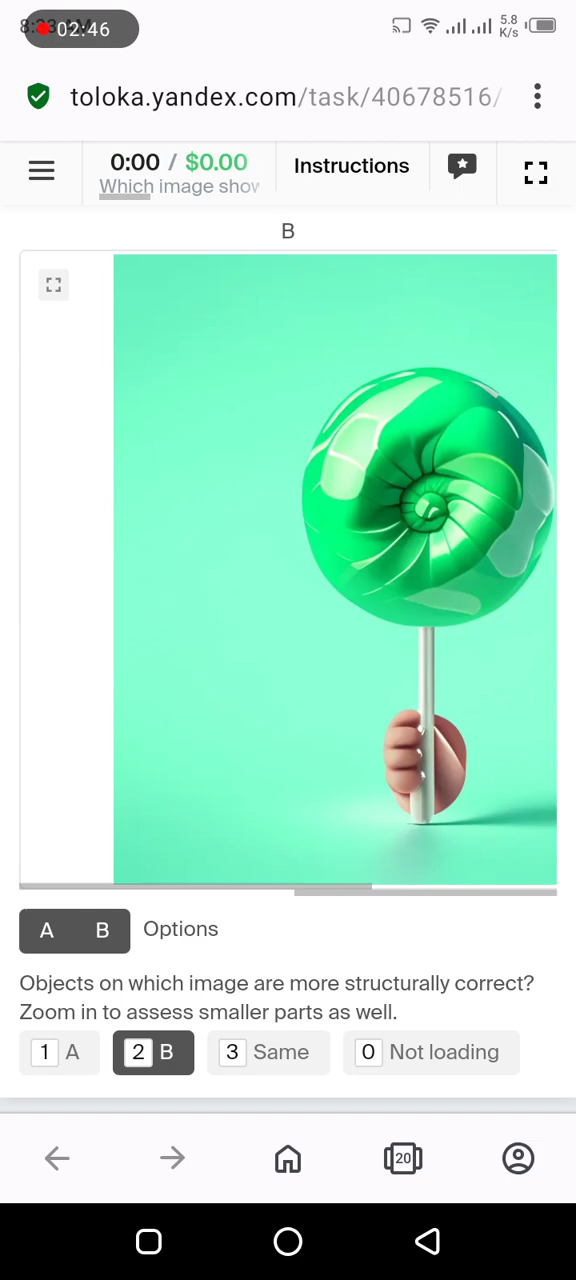 02:46
5.8
K/s
toloka.yandex.com/task/40678516/
0:00 / $0.00
Instructions
Which image show
B
A B Options
Objects on which image are more structurally correct?
Zoom in to assess smaller parts as well.
1 A 2 B 3 Same 0 Not loading
20